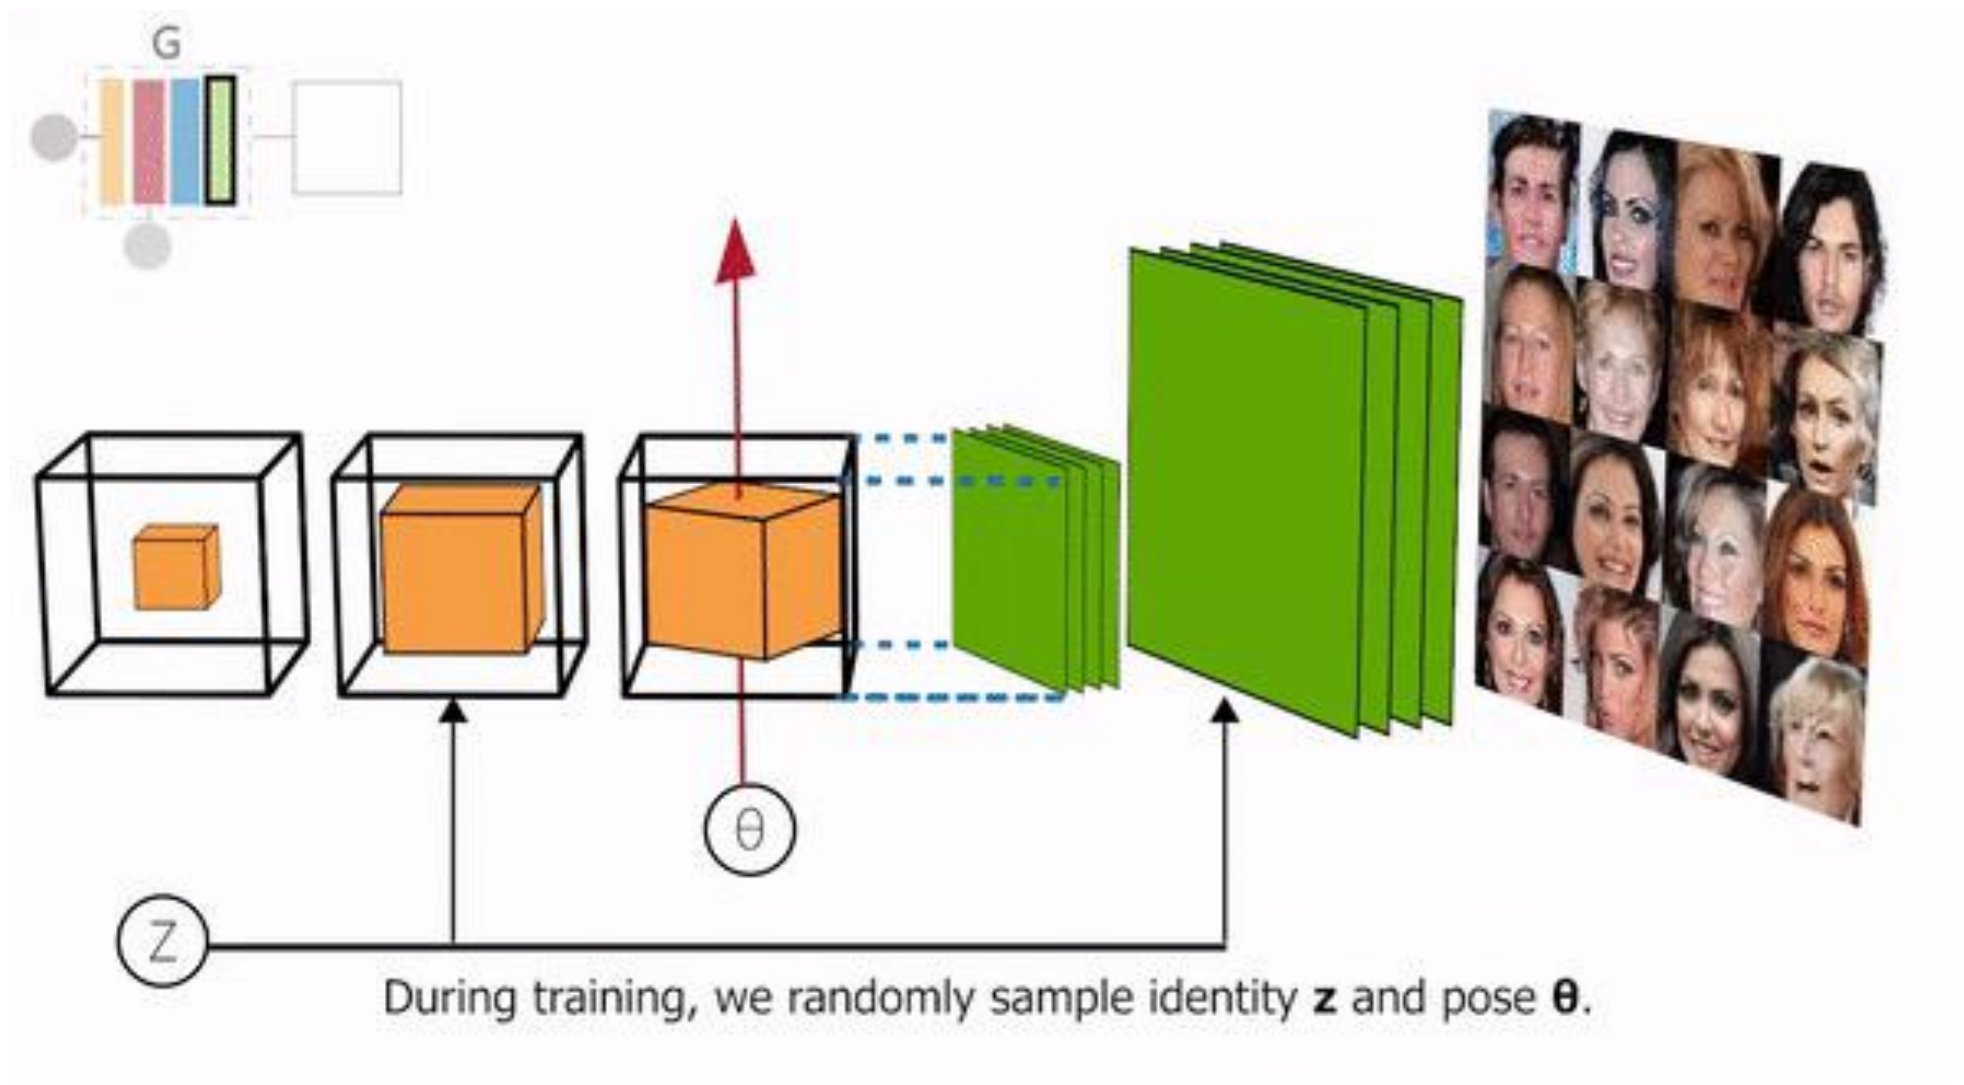 G
θ
Z
During training, we randomly sample identity z and pose θ.